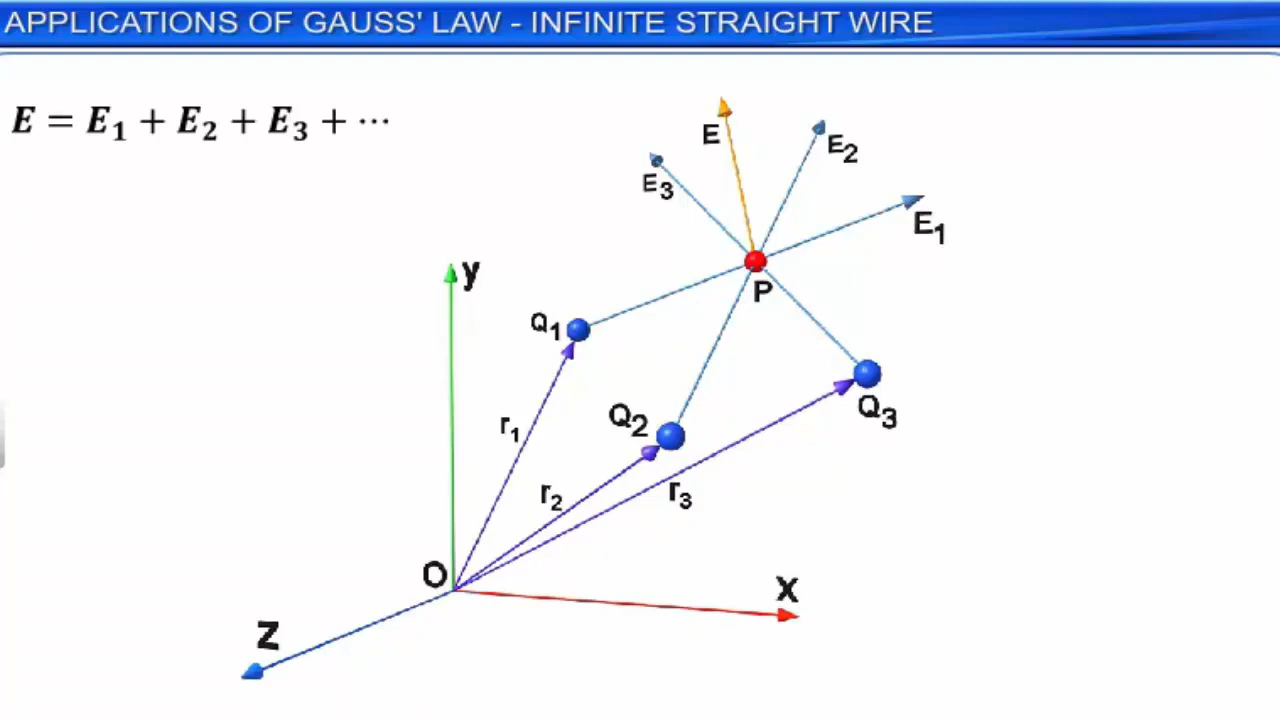 APPLICATIONS OF GAUSS' LAW - INFINITE STRAIGHT WIRE
E = E₁ + E₂ + E₃ + ⋯
E
E₂
E₃
E₁
y
P
Q₁
Q₃
Q₂
r₁
r₂
r₃
O
X
Z